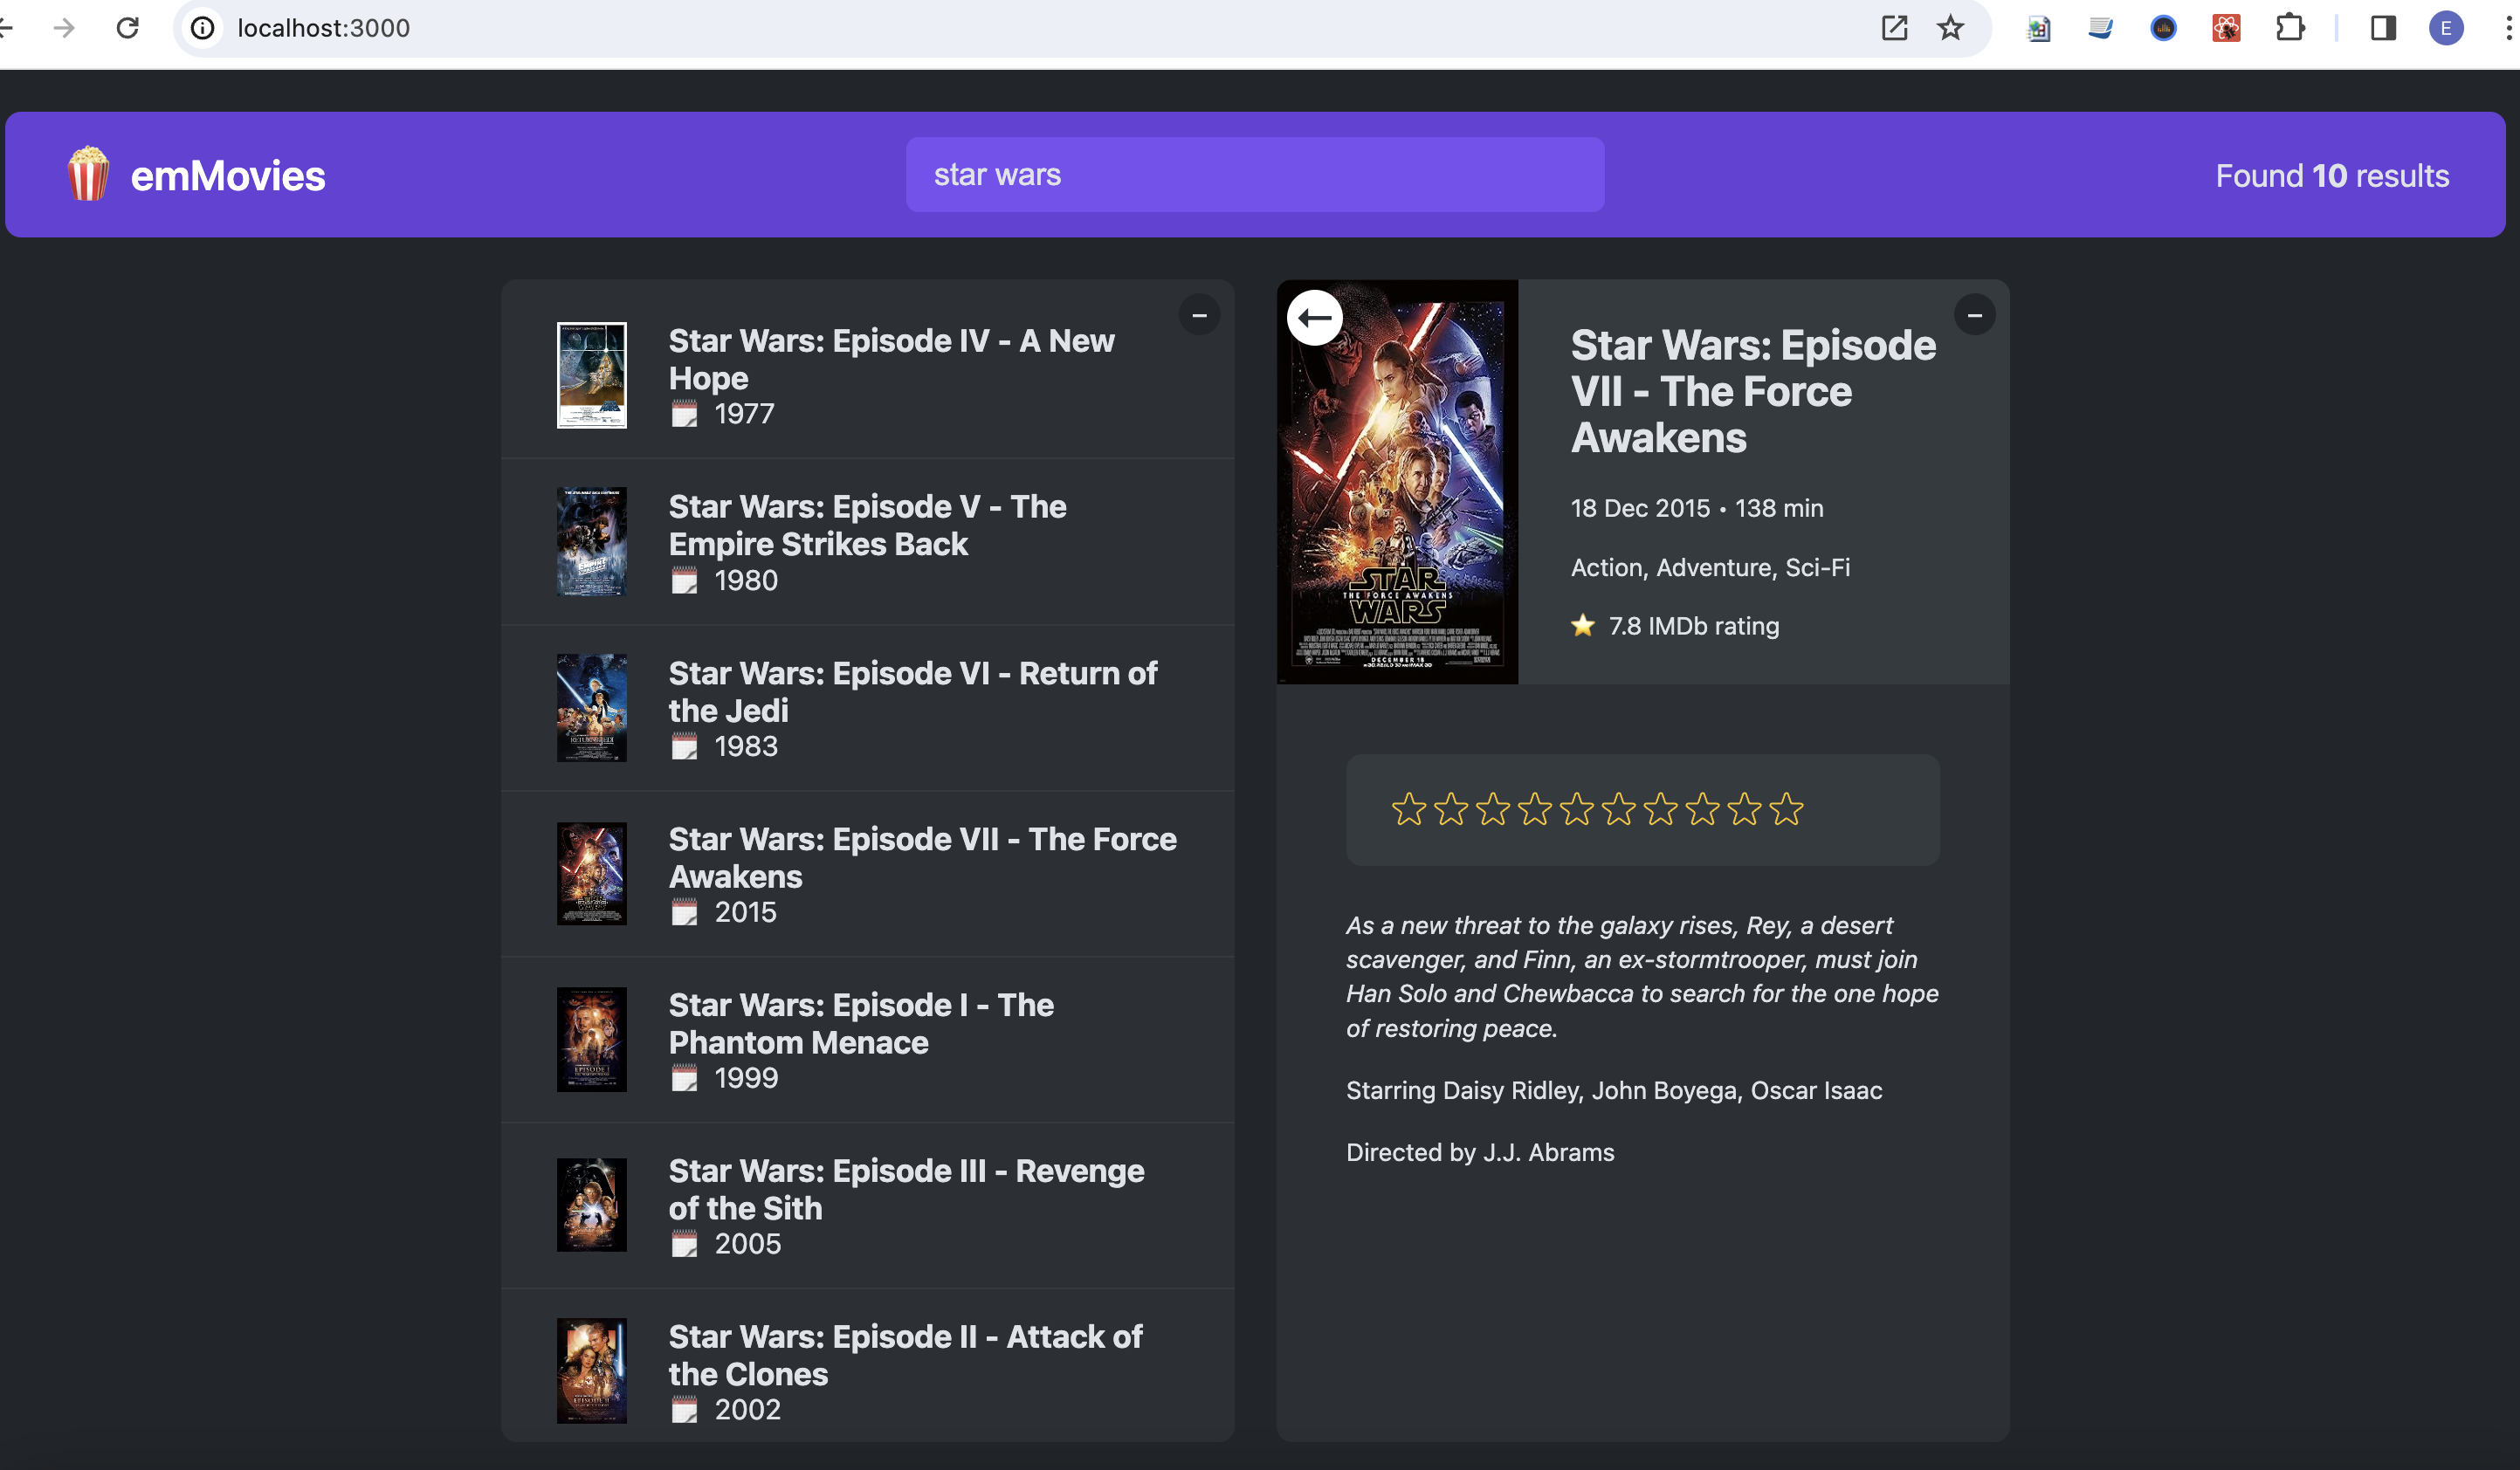 localhost:3000
E
emMovies
star wars
Found 10 results
Star Wars: Episode IV - A New
Hope
1977
Star Wars: Episode V - The
Empire Strikes Back
1980
Star Wars: Episode VI - Return of
the Jedi
1983
Star Wars: Episode VII - The Force
Awakens
2015
Star Wars: Episode I - The
Phantom Menace
1999
Star Wars: Episode III - Revenge
of the Sith
2005
Star Wars: Episode II - Attack of
the Clones
2002
STAR
THE FORCE AWAKENS
WARS
DECEMBER 18
Star Wars: Episode
VII - The Force
Awakens
18 Dec 2015 • 138 min
Action, Adventure, Sci-Fi
7.8 IMDb rating
As a new threat to the galaxy rises, Rey, a desert
scavenger, and Finn, an ex-stormtrooper, must join
Han Solo and Chewbacca to search for the one hope
of restoring peace.
Starring Daisy Ridley, John Boyega, Oscar Isaac
Directed by J.J. Abrams